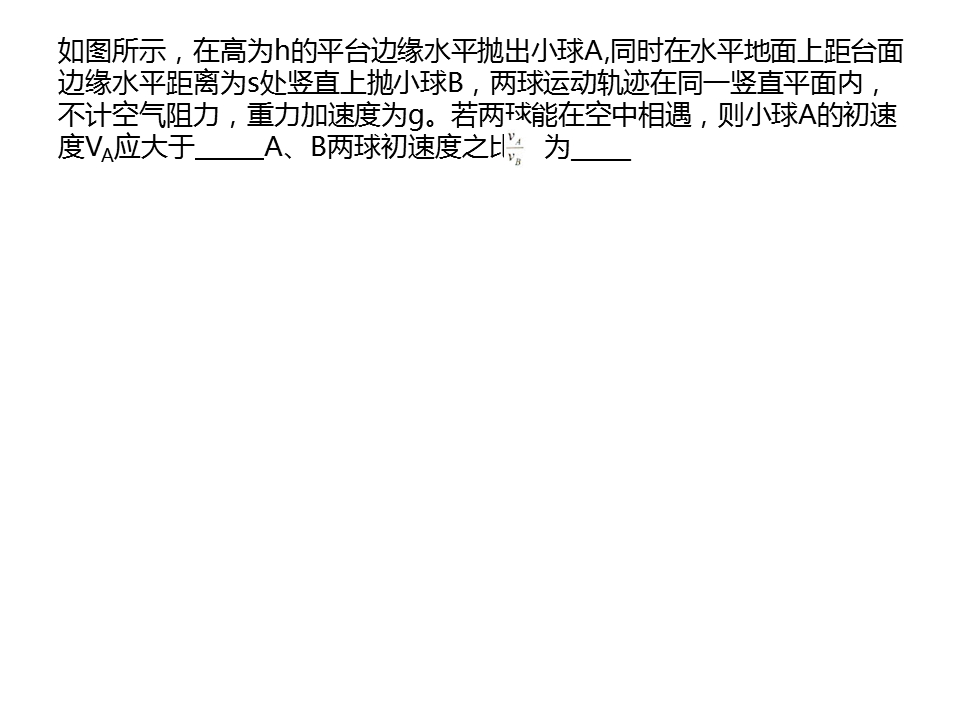 如图所示，在高为h的平台边缘水平抛出小球A,同时在水平地面上距台面
边缘水平距离为s处竖直上抛小球B，两球运动轨迹在同一竖直平面内，
不计空气阻力，重力加速度为g。若两球能在空中相遇，则小球A的初速
度VA应大于_____A、B两球初速度之比 vA/vB 为_____